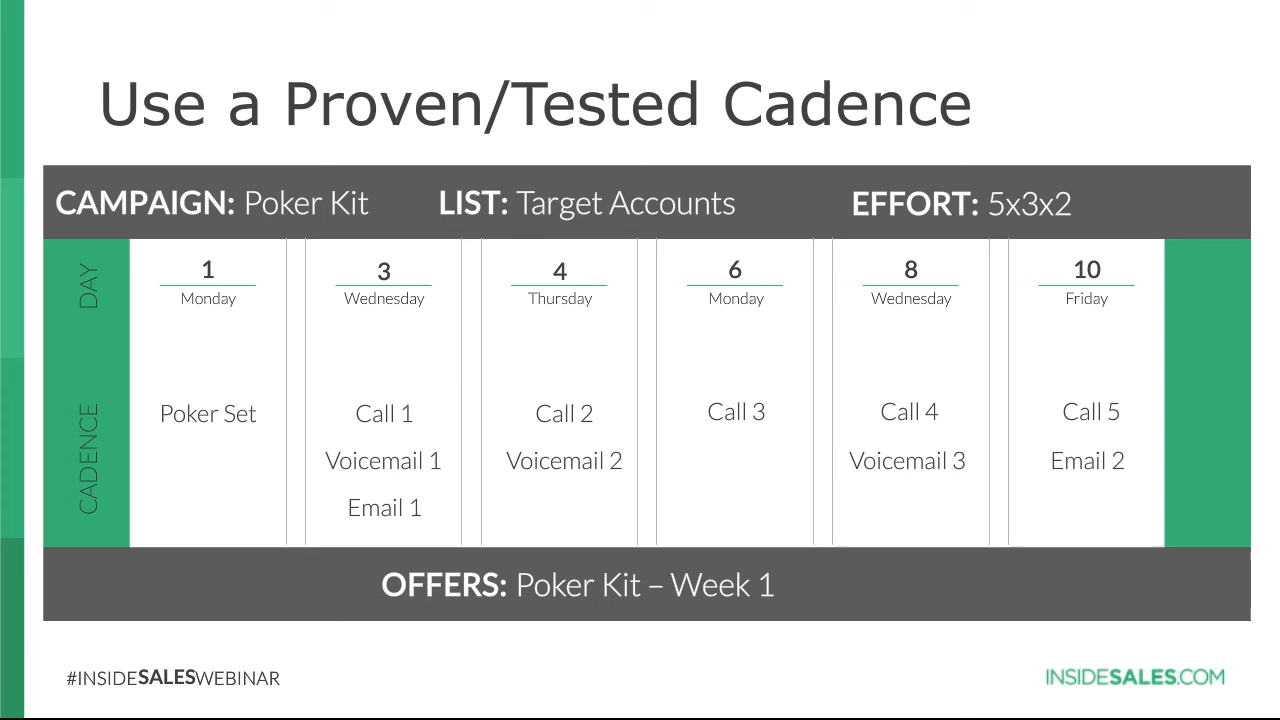 Use a Proven/Tested Cadence
CAMPAIGN: Poker Kit LIST: Target Accounts EFFORT: 5x3x2
DAY
1
Monday
3
Wednesday
4
Thursday
6
Monday
8
Wednesday
10
Friday
CADENCE
Poker Set
Call 1
Voicemail 1
Email 1
Call 2
Voicemail 2
Call 3
Call 4
Voicemail 3
Call 5
Email 2
OFFERS: Poker Kit – Week 1
#INSIDESALESWEBINAR
INSIDESALES.COM